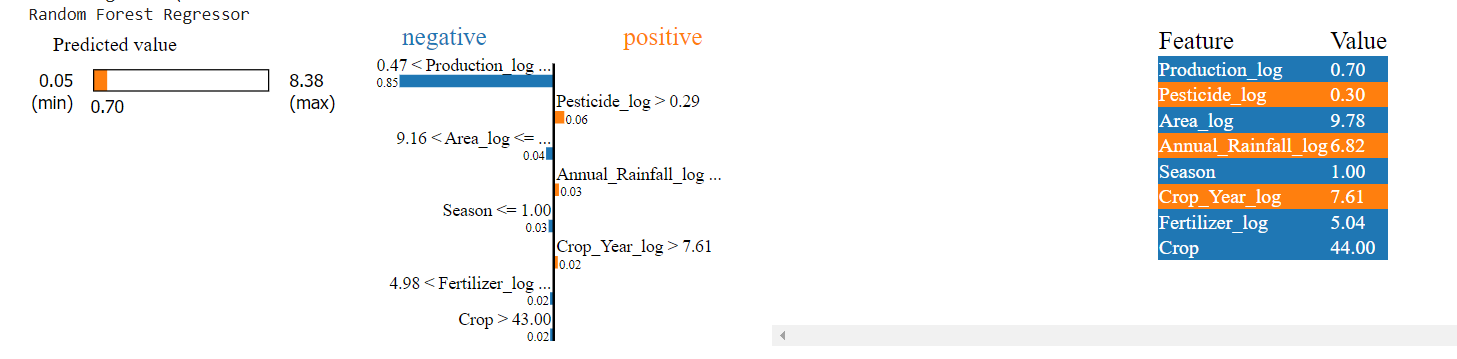 Random Forest Regressor
Predicted value
0.05
(min)
0.70
8.38
(max)
negative
positive
0.47 < Production_log ...
0.85
Pesticide_log > 0.29
0.06
9.16 < Area_log <= ...
0.04
Annual_Rainfall_log ...
0.03
Season <= 1.00
0.03
Crop_Year_log > 7.61
0.02
4.98 < Fertilizer_log ...
0.02
Crop > 43.00
0.02
Feature Value
Production_log 0.70
Pesticide_log 0.30
Area_log 9.78
Annual_Rainfall_log 6.82
Season 1.00
Crop_Year_log 7.61
Fertilizer_log 5.04
Crop 44.00